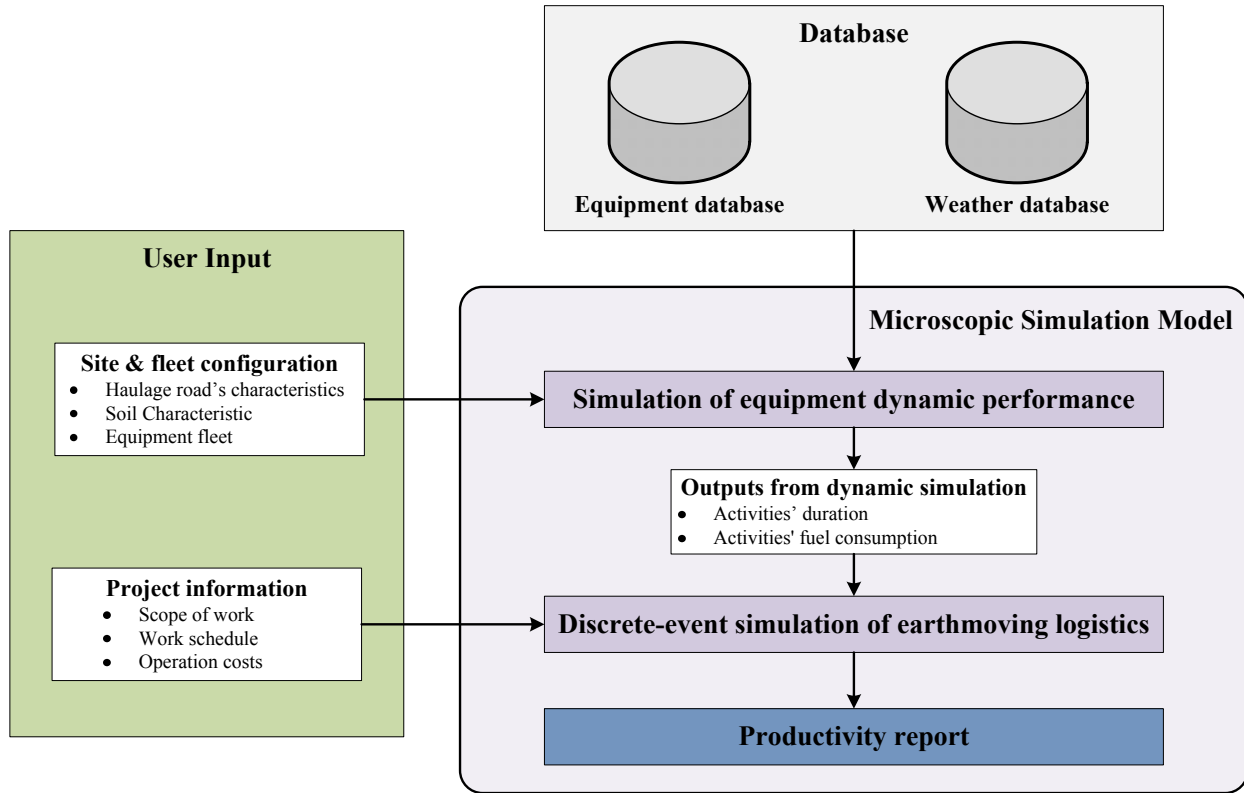 Database
Equipment database
Weather database
User Input
Site & fleet configuration
• Haulage road’s characteristics
• Soil Characteristic
• Equipment fleet
Project information
• Scope of work
• Work schedule
• Operation costs
Microscopic Simulation Model
Simulation of equipment dynamic performance
Outputs from dynamic simulation
• Activities’ duration
• Activities' fuel consumption
Discrete-event simulation of earthmoving logistics
Productivity report